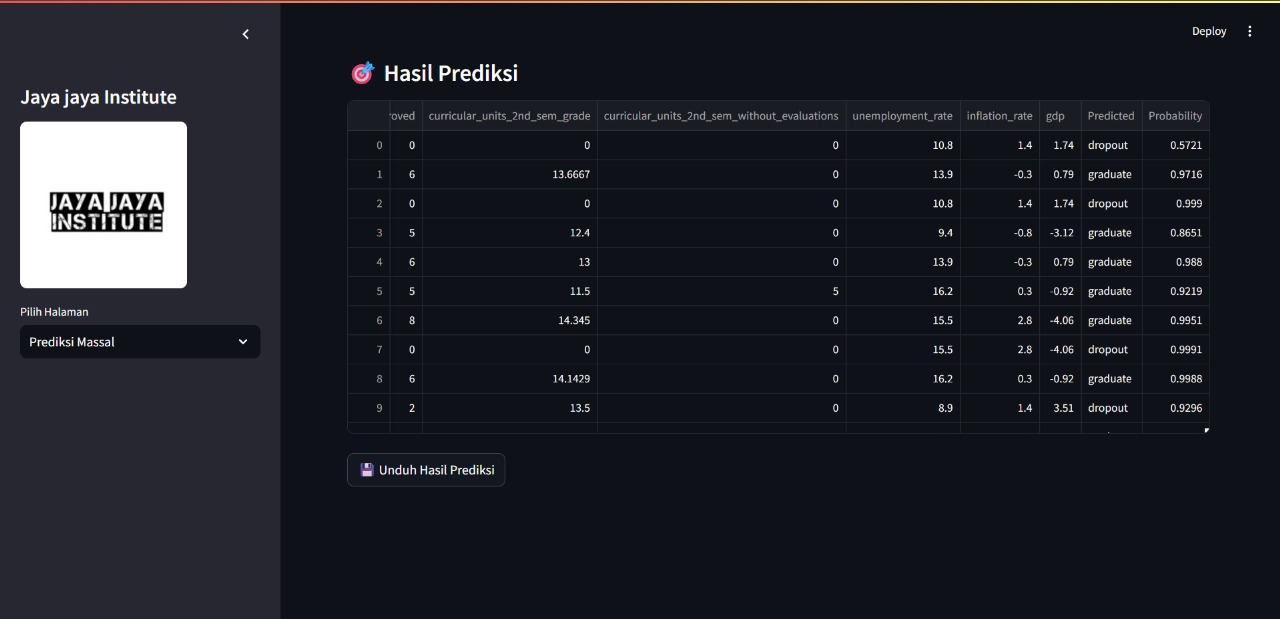 Deploy
Jaya jaya Institute
JAYA JAYA
INSTITUTE
Pilih Halaman
Prediksi Massal
Hasil Prediksi
roved curricular_units_2nd_sem_grade curricular_units_2nd_sem_without_evaluations unemployment_rate inflation_rate gdp Predicted Probability
0 0 0 0 10.8 1.4 1.74 dropout 0.5721
1 6 13.6667 0 13.9 -0.3 0.79 graduate 0.9716
2 0 0 0 10.8 1.4 1.74 dropout 0.999
3 5 12.4 0 9.4 -0.8 -3.12 graduate 0.8651
4 6 13 0 13.9 -0.3 0.79 graduate 0.988
5 5 11.5 5 16.2 0.3 -0.92 graduate 0.9219
6 8 14.345 0 15.5 2.8 -4.06 graduate 0.9951
7 0 0 0 15.5 2.8 -4.06 dropout 0.9991
8 6 14.1429 0 16.2 0.3 -0.92 graduate 0.9988
9 2 13.5 0 8.9 1.4 3.51 dropout 0.9296
Unduh Hasil Prediksi